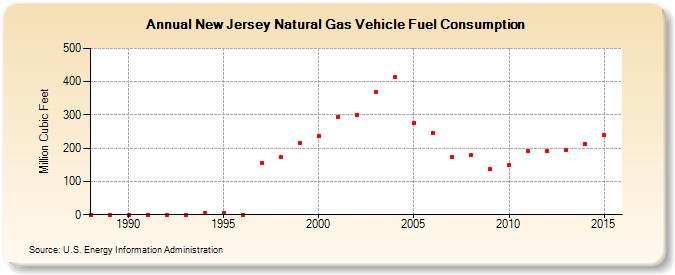 Annual New Jersey Natural Gas Vehicle Fuel Consumption
Million Cubic Feet
500
400
300
200
100
0
1990 1995 2000 2005 2010 2015
Source: U.S. Energy Information Administration